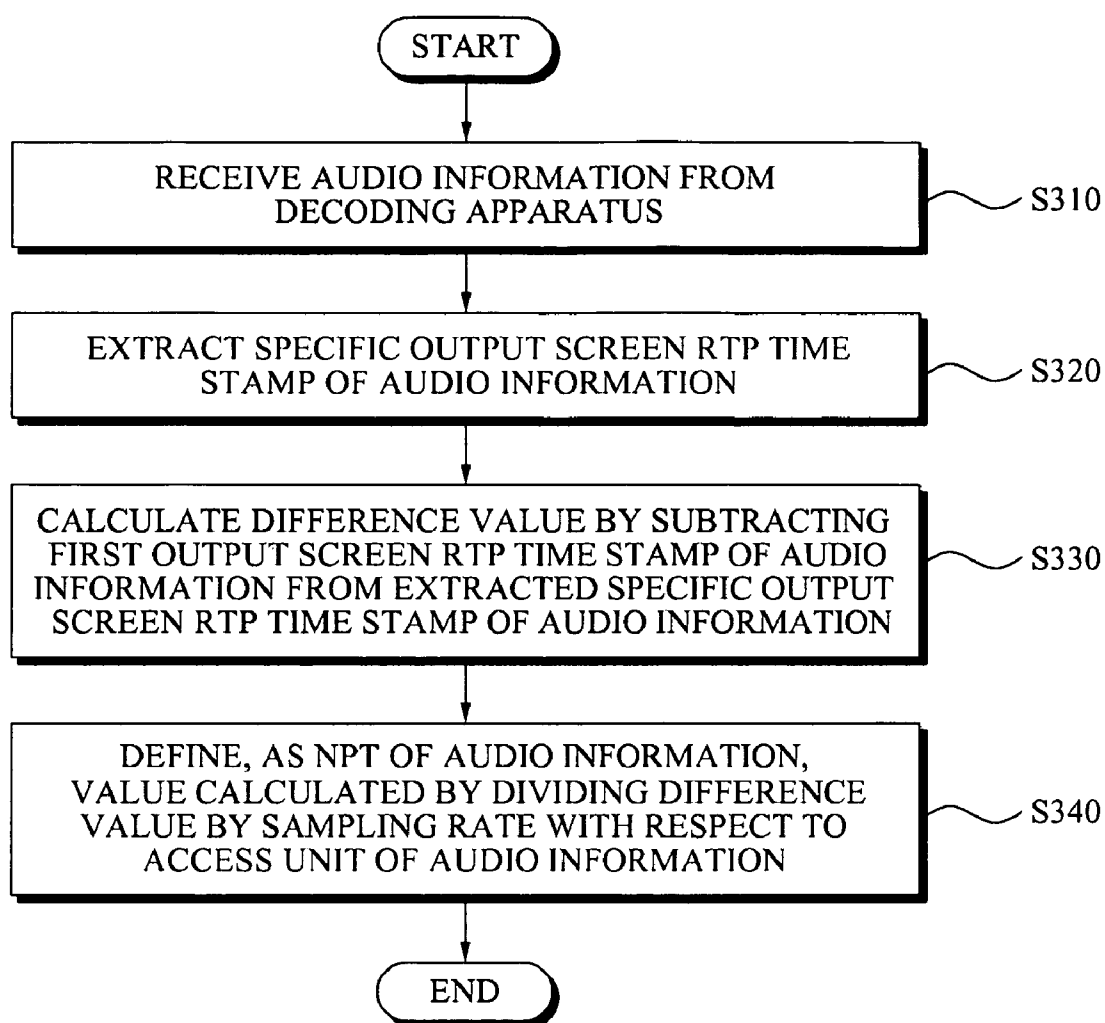 START
RECEIVE AUDIO INFORMATION FROM
DECODING APPARATUS
S310
EXTRACT SPECIFIC OUTPUT SCREEN RTP TIME
STAMP OF AUDIO INFORMATION
S320
CALCULATE DIFFERENCE VALUE BY SUBTRACTING
FIRST OUTPUT SCREEN RTP TIME STAMP OF AUDIO
INFORMATION FROM EXTRACTED SPECIFIC OUTPUT
SCREEN RTP TIME STAMP OF AUDIO INFORMATION
S330
DEFINE, AS NPT OF AUDIO INFORMATION,
VALUE CALCULATED BY DIVIDING DIFFERENCE
VALUE BY SAMPLING RATE WITH RESPECT TO
ACCESS UNIT OF AUDIO INFORMATION
S340
END